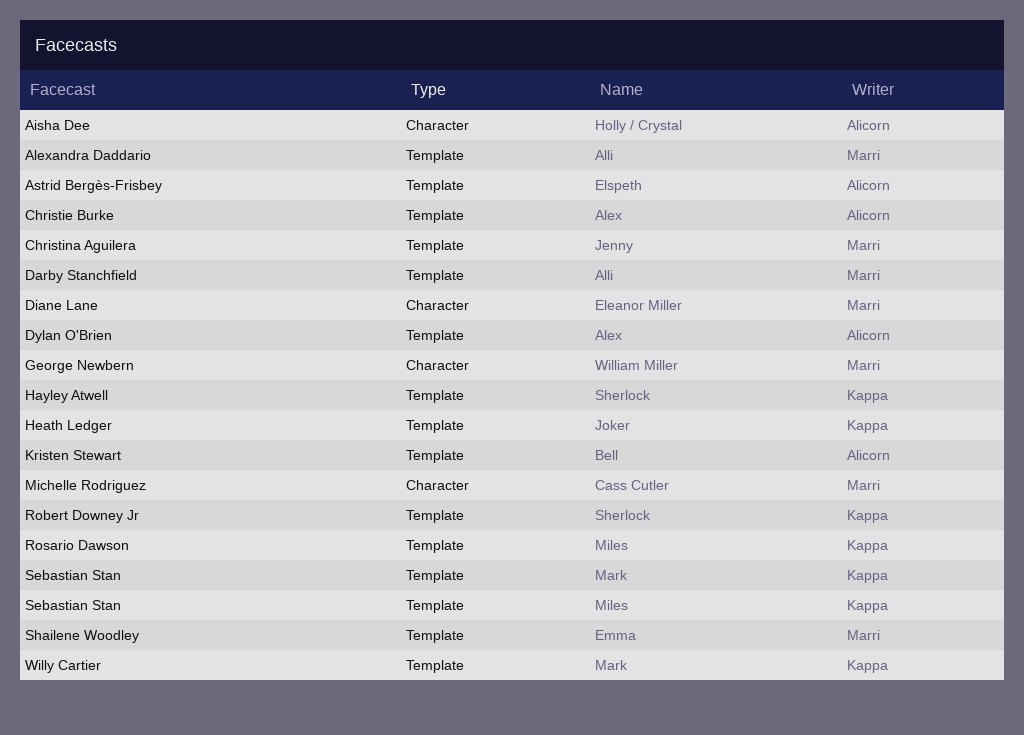 Facecasts
Facecast Type Name Writer
Aisha Dee Character Holly / Crystal Alicorn
Alexandra Daddario Template Alli Marri
Astrid Bergès-Frisbey Template Elspeth Alicorn
Christie Burke Template Alex Alicorn
Christina Aguilera Template Jenny Marri
Darby Stanchfield Template Alli Marri
Diane Lane Character Eleanor Miller Marri
Dylan O'Brien Template Alex Alicorn
George Newbern Character William Miller Marri
Hayley Atwell Template Sherlock Kappa
Heath Ledger Template Joker Kappa
Kristen Stewart Template Bell Alicorn
Michelle Rodriguez Character Cass Cutler Marri
Robert Downey Jr Template Sherlock Kappa
Rosario Dawson Template Miles Kappa
Sebastian Stan Template Mark Kappa
Sebastian Stan Template Miles Kappa
Shailene Woodley Template Emma Marri
Willy Cartier Template Mark Kappa